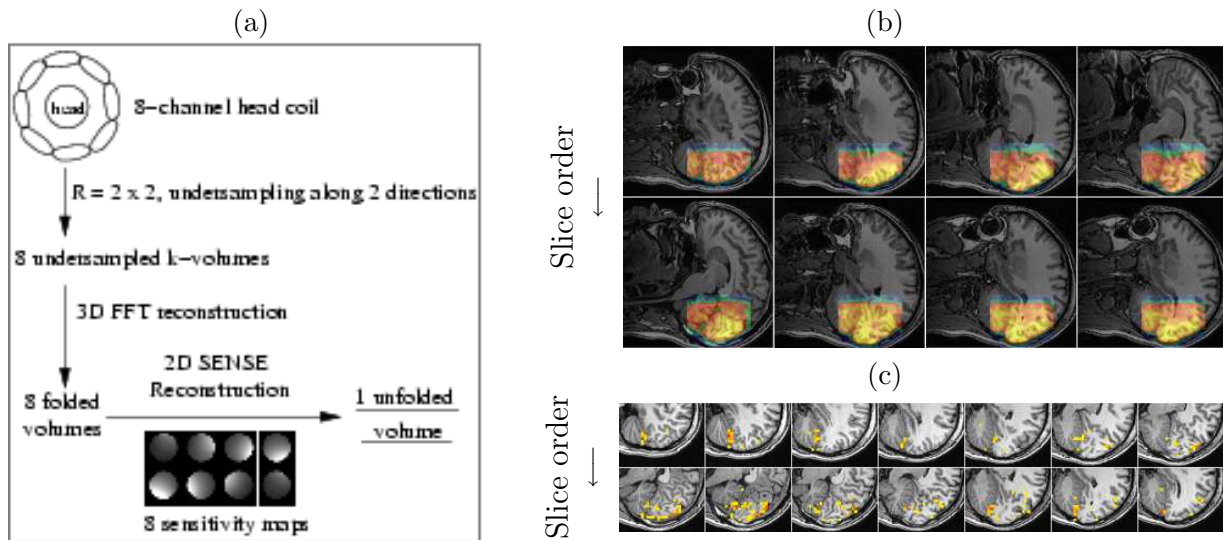 (a)
head
8-channel head coil
R = 2 x 2, undersampling along 2 directions
8 undersampled k-volumes
3D FFT reconstruction
2D SENSE
Reconstruction
8 folded
volumes
1 unfolded
volume
8 sensitivity maps
(b)
Slice order
(c)
Slice order